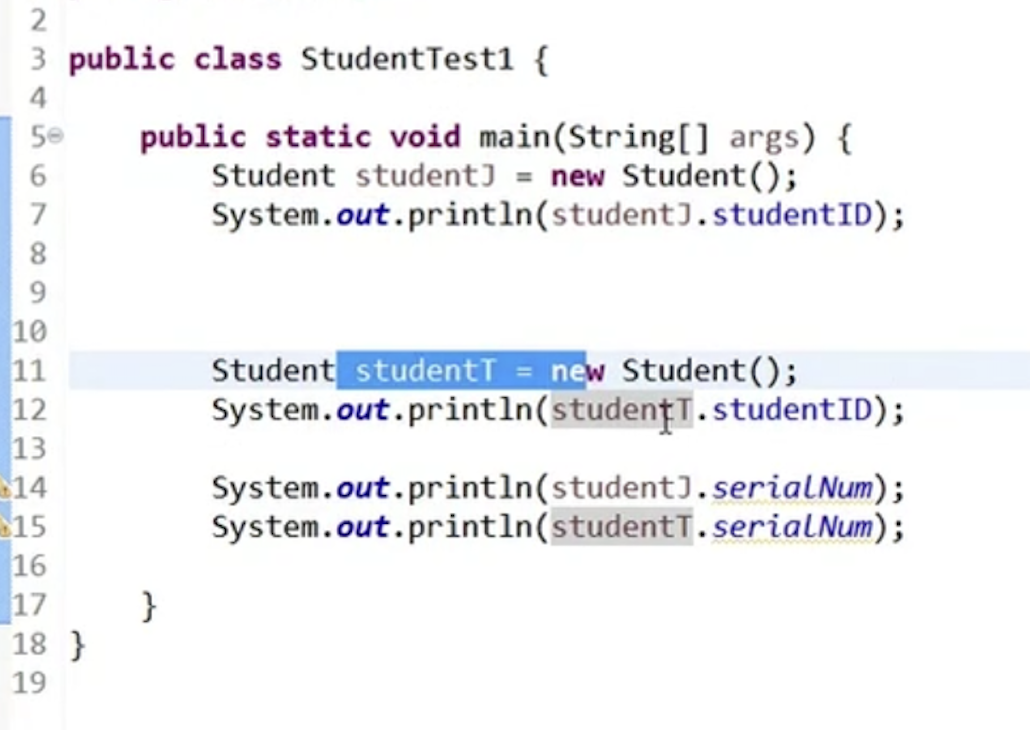 2
3 public class StudentTest1 {
4
5 public static void main(String[] args) {
6 Student studentJ = new Student();
7 System.out.println(studentJ.studentID);
8
9
10
11 Student studentT = new Student();
12 System.out.println(studentT.studentID);
13
14 System.out.println(studentJ.serialNum);
15 System.out.println(studentT.serialNum);
16
17 }
18 }
19